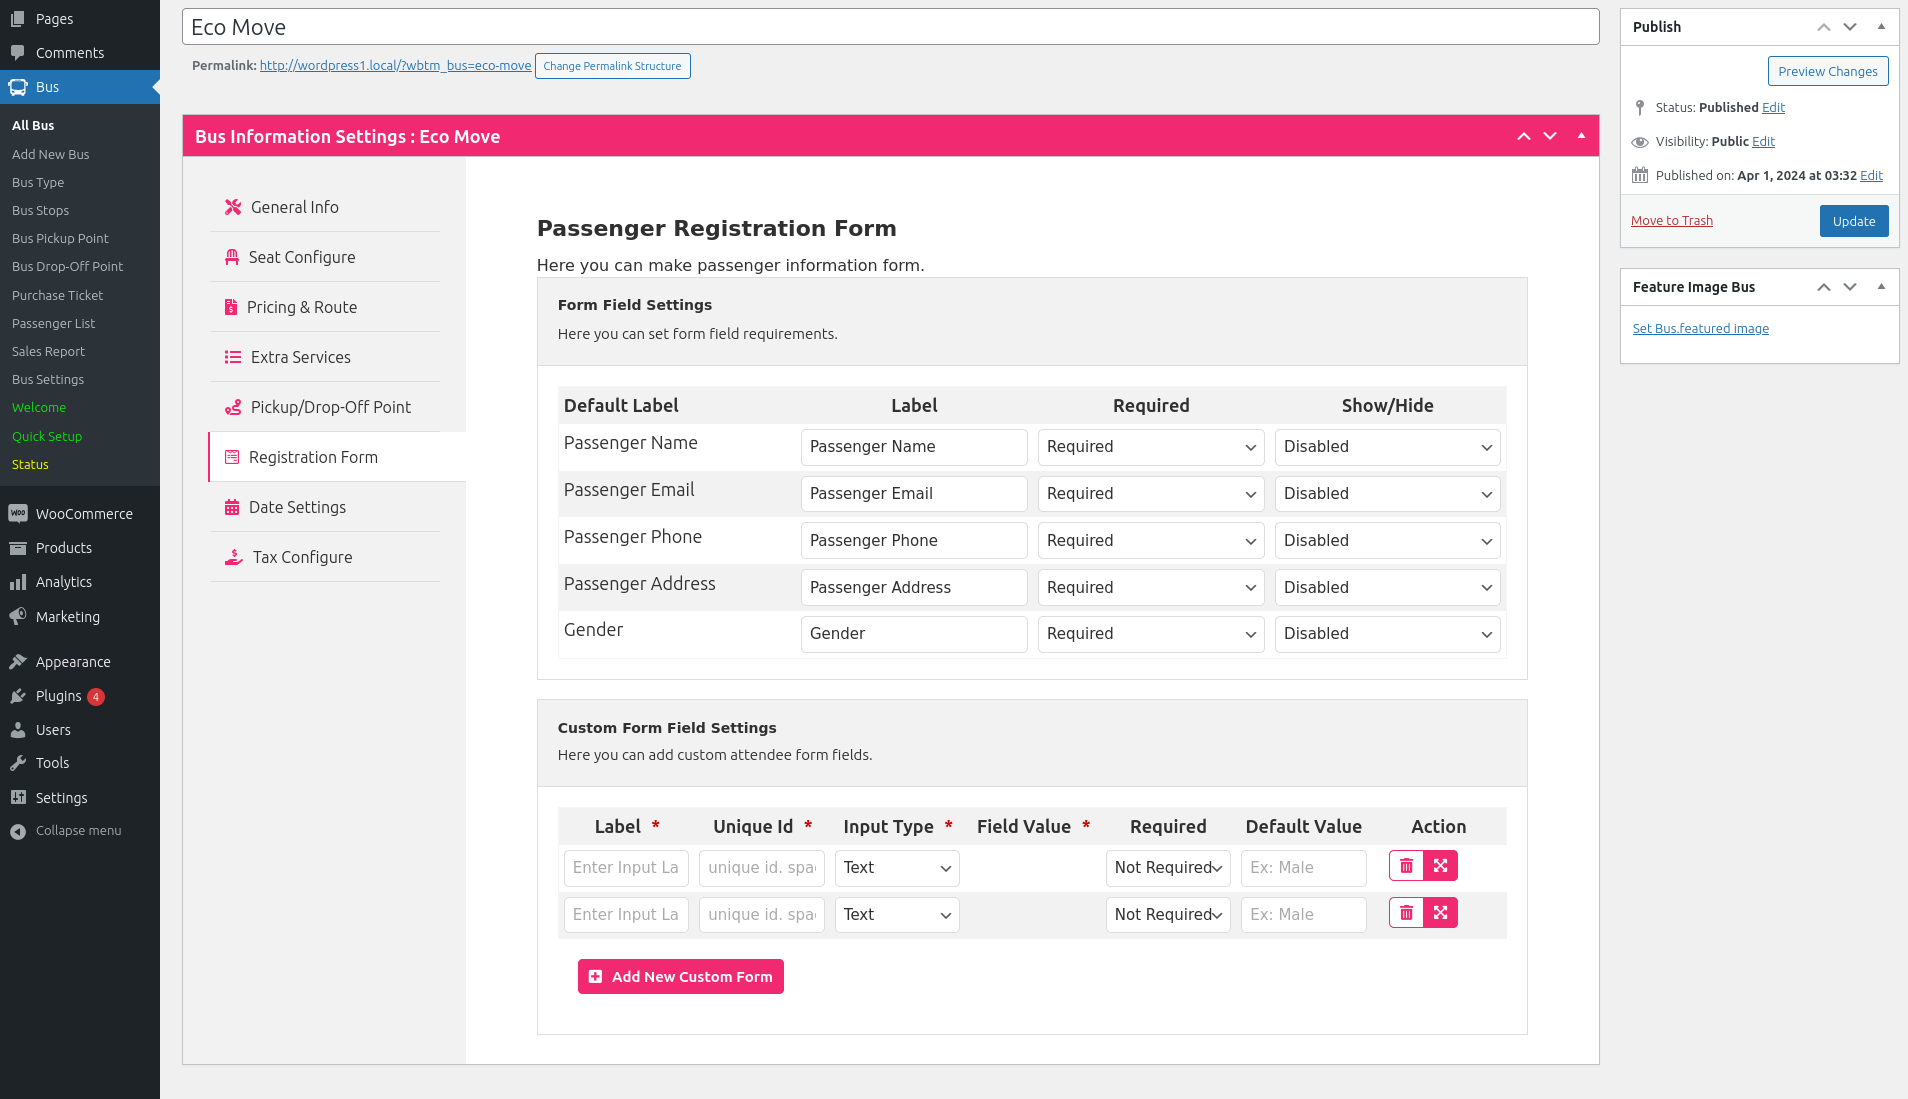 Pages
Comments
Bus
All Bus
Add New Bus
Bus Type
Bus Stops
Bus Pickup Point
Bus Drop-Off Point
Purchase Ticket
Passenger List
Sales Report
Bus Settings
Welcome
Quick Setup
Status
WooCommerce
Products
Analytics
Marketing
Appearance
Plugins 4
Users
Tools
Settings
Collapse menu
Eco Move
Permalink: http://wordpress1.local/?wbtm_bus=eco-move Change Permalink Structure
Bus Information Settings : Eco Move
General Info
Seat Configure
Pricing & Route
Extra Services
Pickup/Drop-Off Point
Registration Form
Date Settings
Tax Configure
Passenger Registration Form
Here you can make passenger information form.
Form Field Settings
Here you can set form field requirements.
Default Label Label Required Show/Hide
Passenger Name Passenger Name Required Disabled
Passenger Email Passenger Email Required Disabled
Passenger Phone Passenger Phone Required Disabled
Passenger Address Passenger Address Required Disabled
Gender Gender Required Disabled
Custom Form Field Settings
Here you can add custom attendee form fields.
Label * Unique Id * Input Type * Field Value * Required Default Value Action
Enter Input La unique id. spa Text Not Required Ex: Male
Enter Input La unique id. spa Text Not Required Ex: Male
Add New Custom Form
Publish
Preview Changes
Status: Published Edit
Visibility: Public Edit
Published on: Apr 1, 2024 at 03:32 Edit
Move to Trash Update
Feature Image Bus
Set Bus.featured image